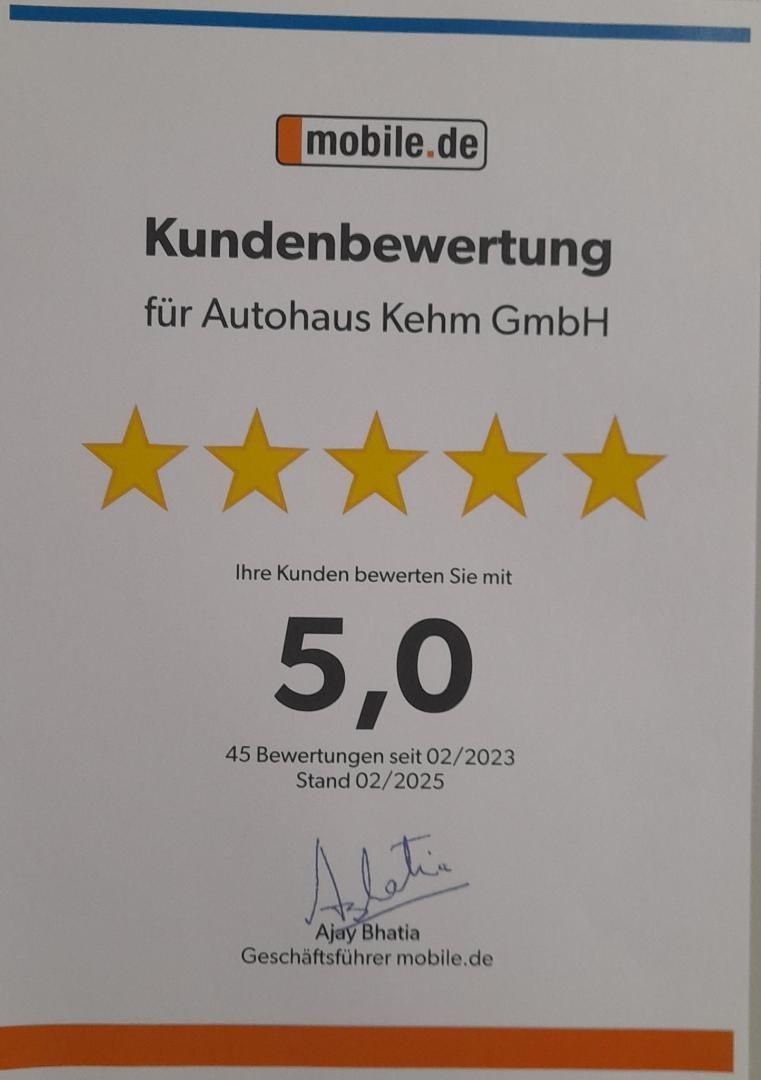 mobile.de
Kundenbewertung
für Autohaus Kehm GmbH
Ihre Kunden bewerten Sie mit
5,0
45 Bewertungen seit 02/2023
Stand 02/2025
ABhatia
Ajay Bhatia
Geschäftsführer mobile.de